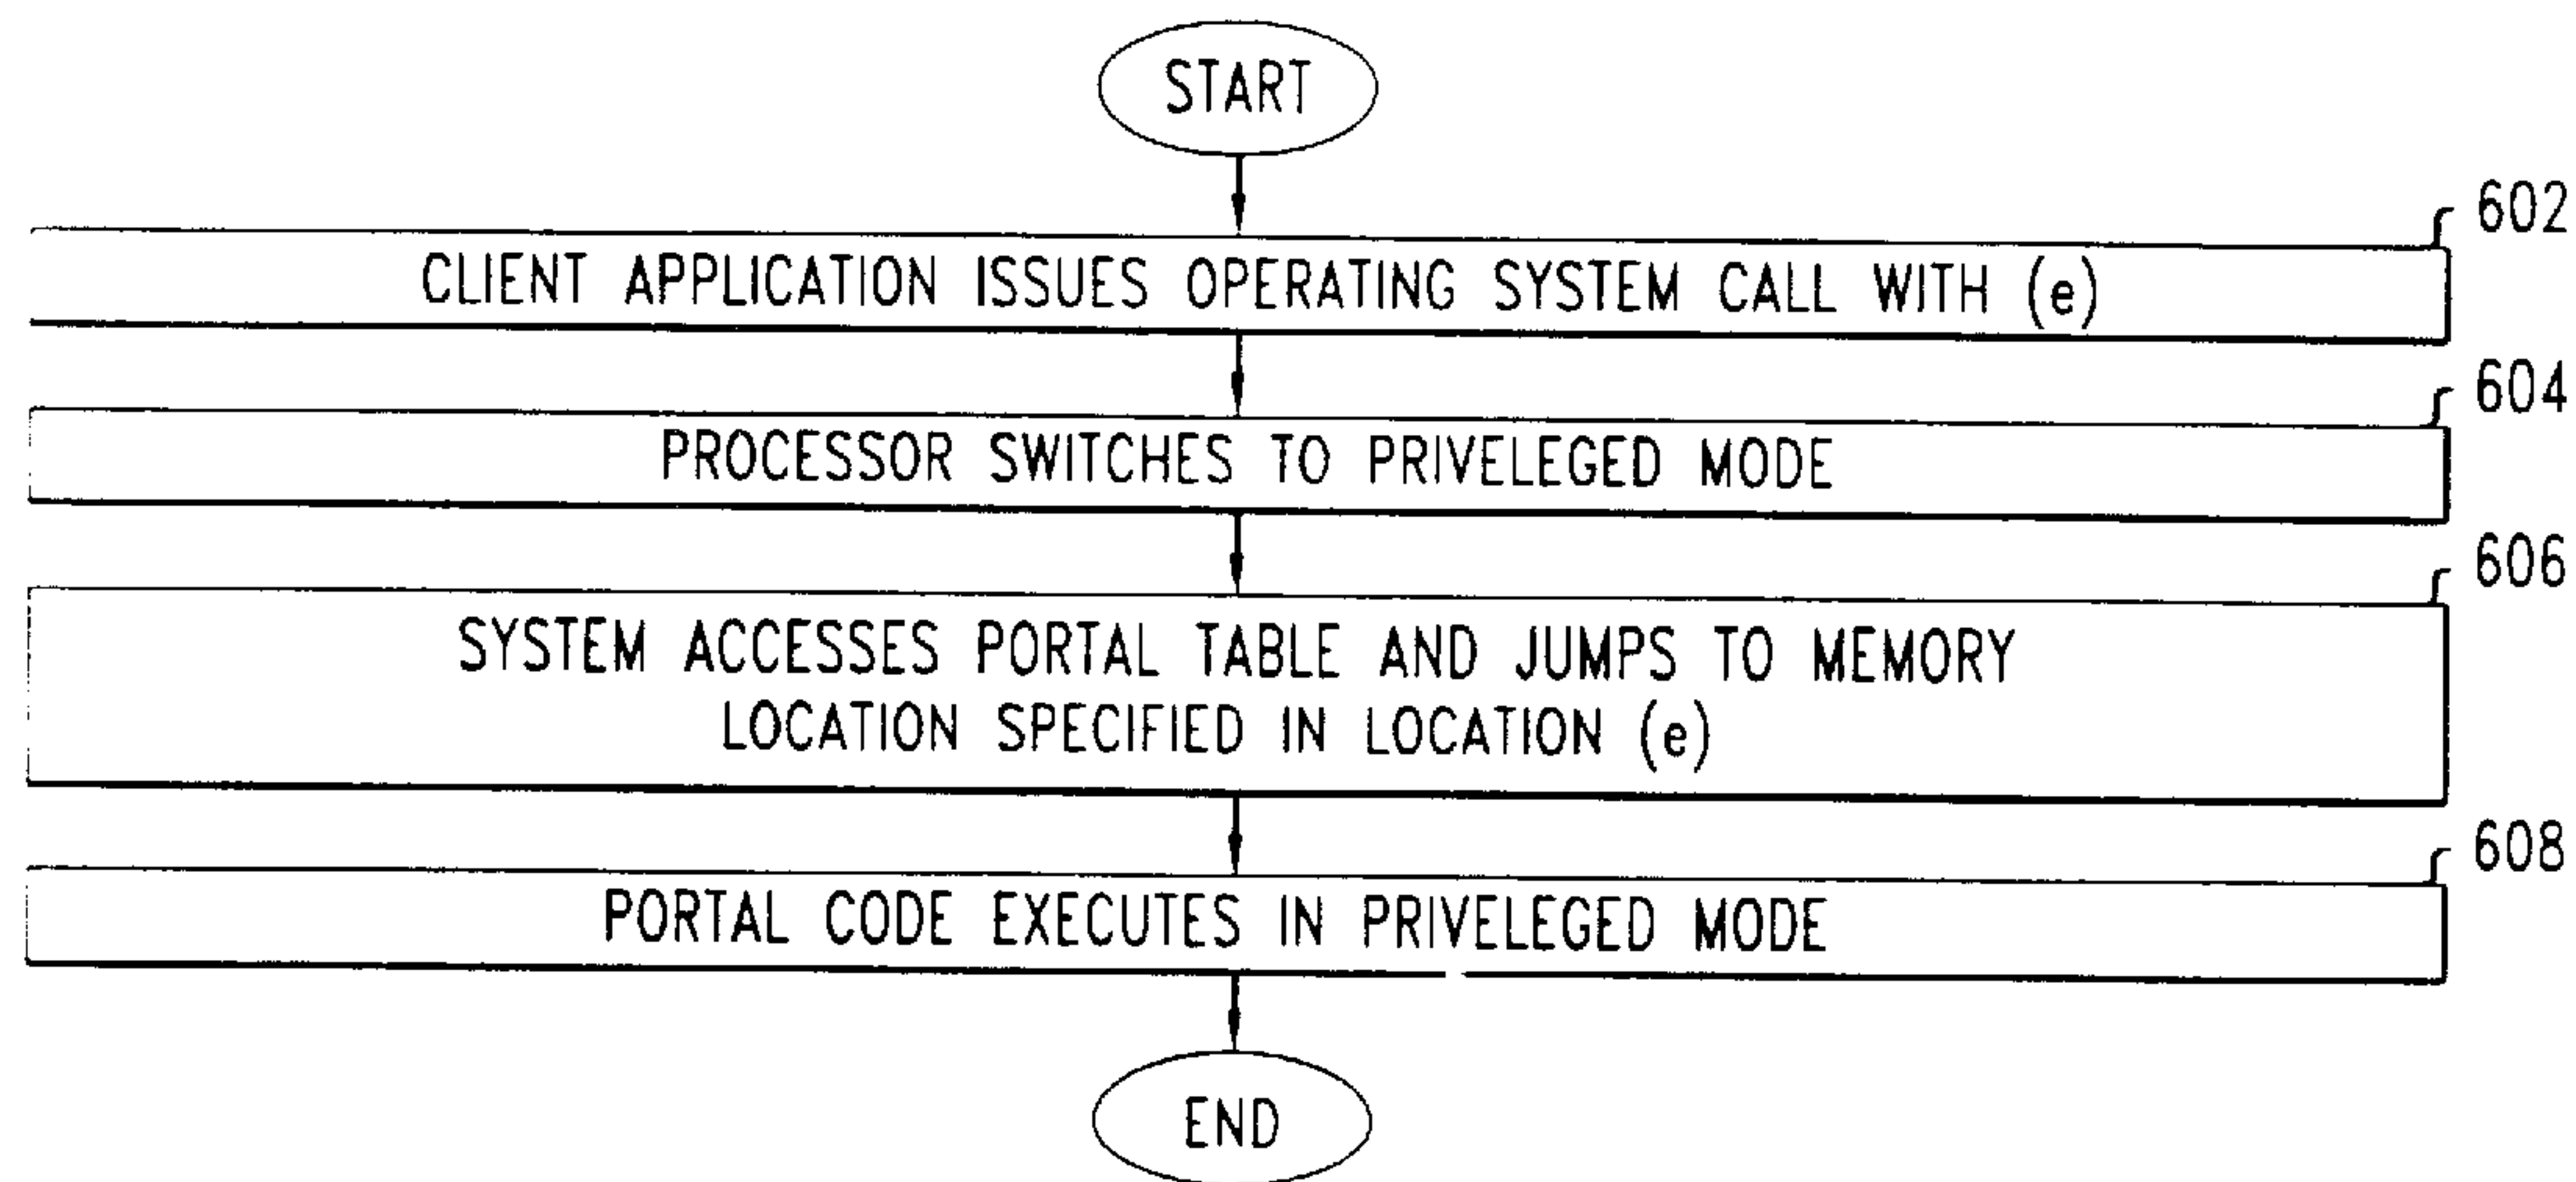 START
602
CLIENT APPLICATION ISSUES OPERATING SYSTEM CALL WITH (e)
604
PROCESSOR SWITCHES TO PRIVELEGED MODE
606
SYSTEM ACCESSES PORTAL TABLE AND JUMPS TO MEMORY
LOCATION SPECIFIED IN LOCATION (e)
608
PORTAL CODE EXECUTES IN PRIVELEGED MODE
END